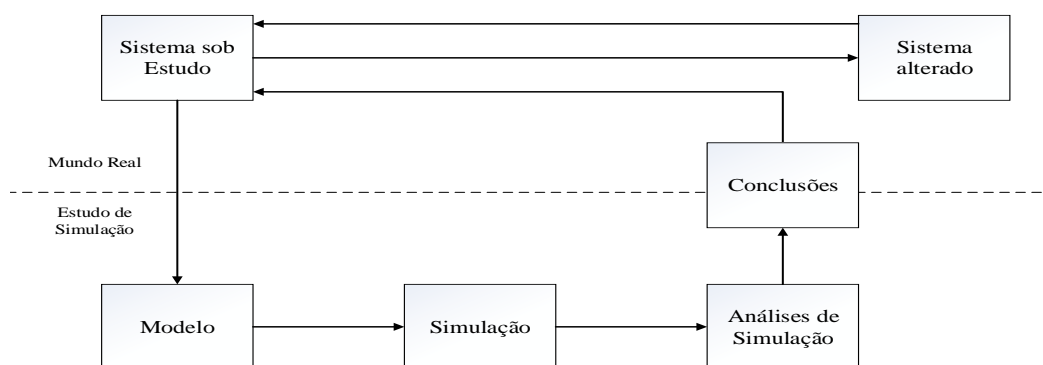 Sistema sob
Estudo
Sistema
alterado
Mundo Real
Conclusões
Estudo de
Simulação
Modelo
Simulação
Análises de
Simulação